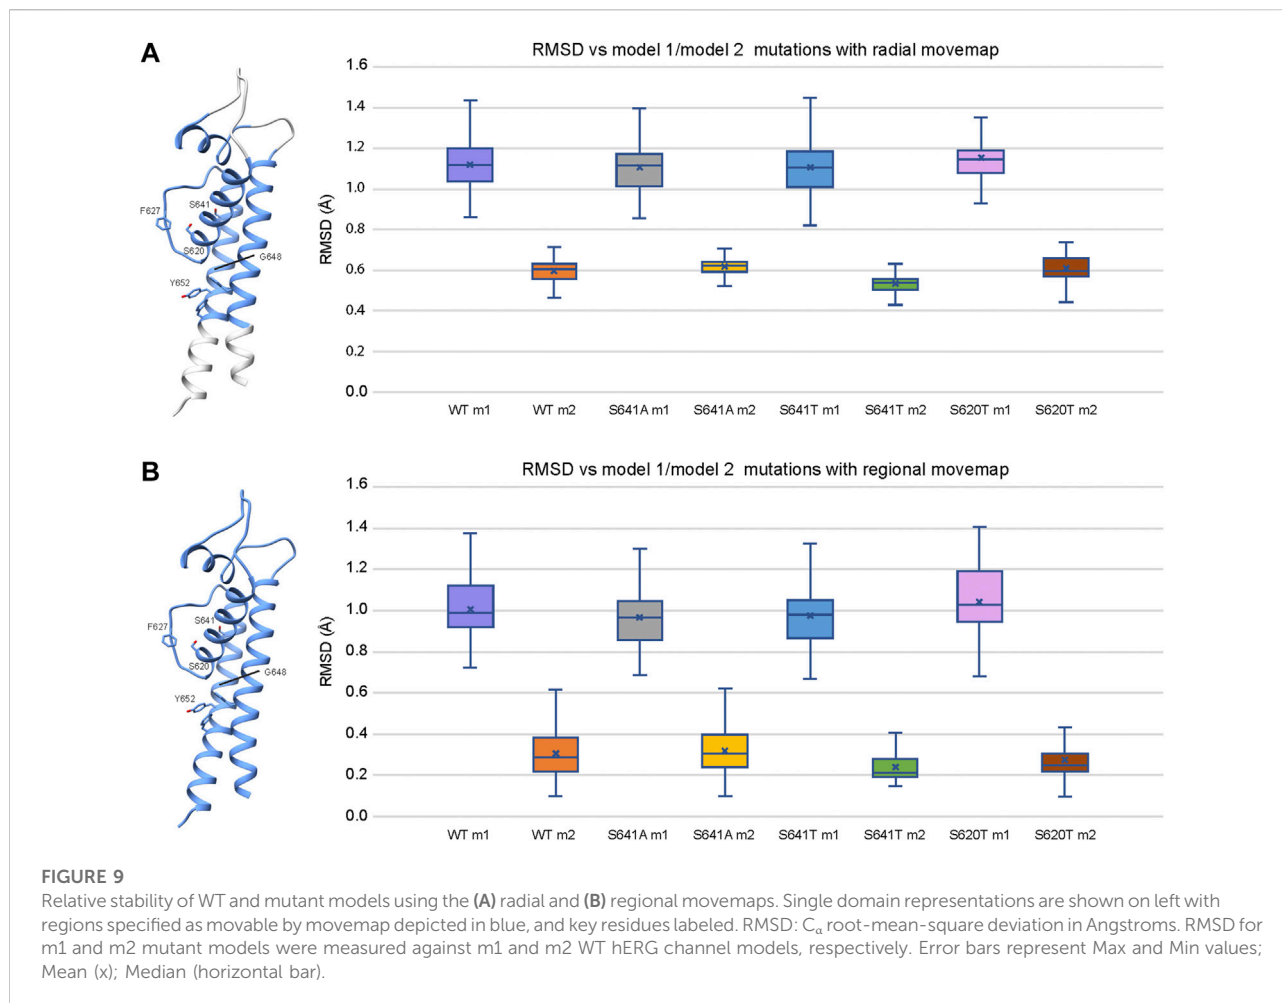 A
RMSD vs model 1/model 2 mutations with radial movemap
1.6
1.4
1.2
1.0
0.8
0.6
0.4
0.2
0.0
RMSD (Å)
F627
S641
S620
G648
Y652
WT m1 WT m2 S641A m1 S641A m2 S641T m1 S641T m2 S620T m1 S620T m2
B
RMSD vs model 1/model 2 mutations with regional movemap
1.6
1.4
1.2
1.0
0.8
0.6
0.4
0.2
0.0
RMSD (Å)
F627
S641
S620
G648
Y652
WT m1 WT m2 S641A m1 S641A m2 S641T m1 S641T m2 S620T m1 S620T m2
FIGURE 9
Relative stability of WT and mutant models using the (A) radial and (B) regional movemaps. Single domain representations are shown on left with
regions specified as movable by movemap depicted in blue, and key residues labeled. RMSD: Cα root-mean-square deviation in Angstroms. RMSD for
m1 and m2 mutant models were measured against m1 and m2 WT hERG channel models, respectively. Error bars represent Max and Min values;
Mean (x); Median (horizontal bar).